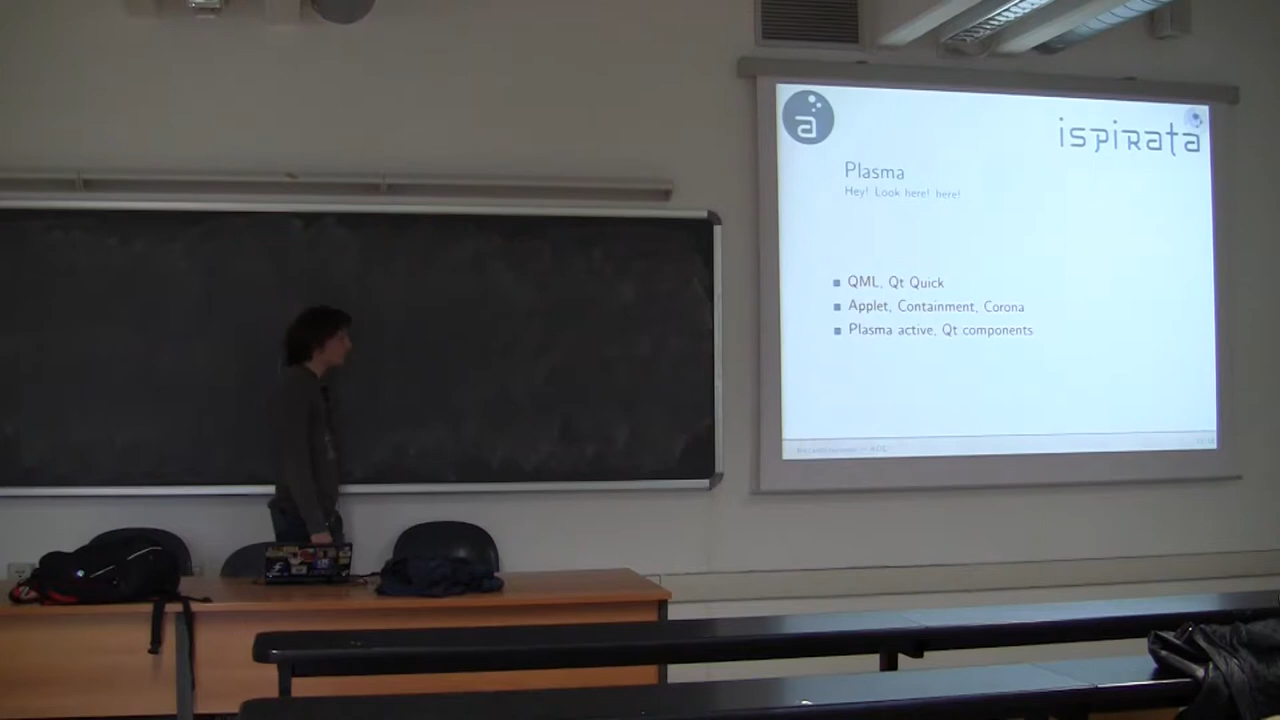 a
ispirata
Plasma
Hey! Look here! here!
QML, Qt Quick
Applet, Containment, Corona
Plasma active, Qt components